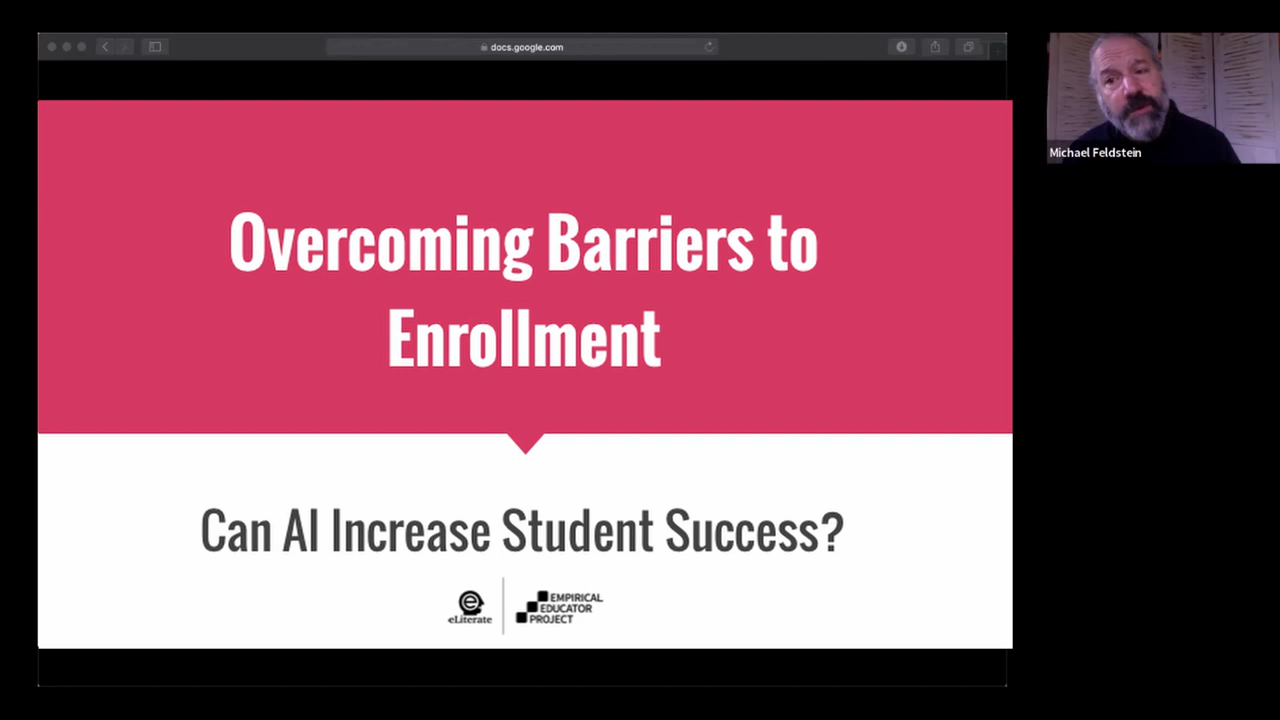 docs.google.com
Overcoming Barriers to
Enrollment
Can AI Increase Student Success?
eLiterate
EMPIRICAL
EDUCATOR
PROJECT
Michael Feldstein